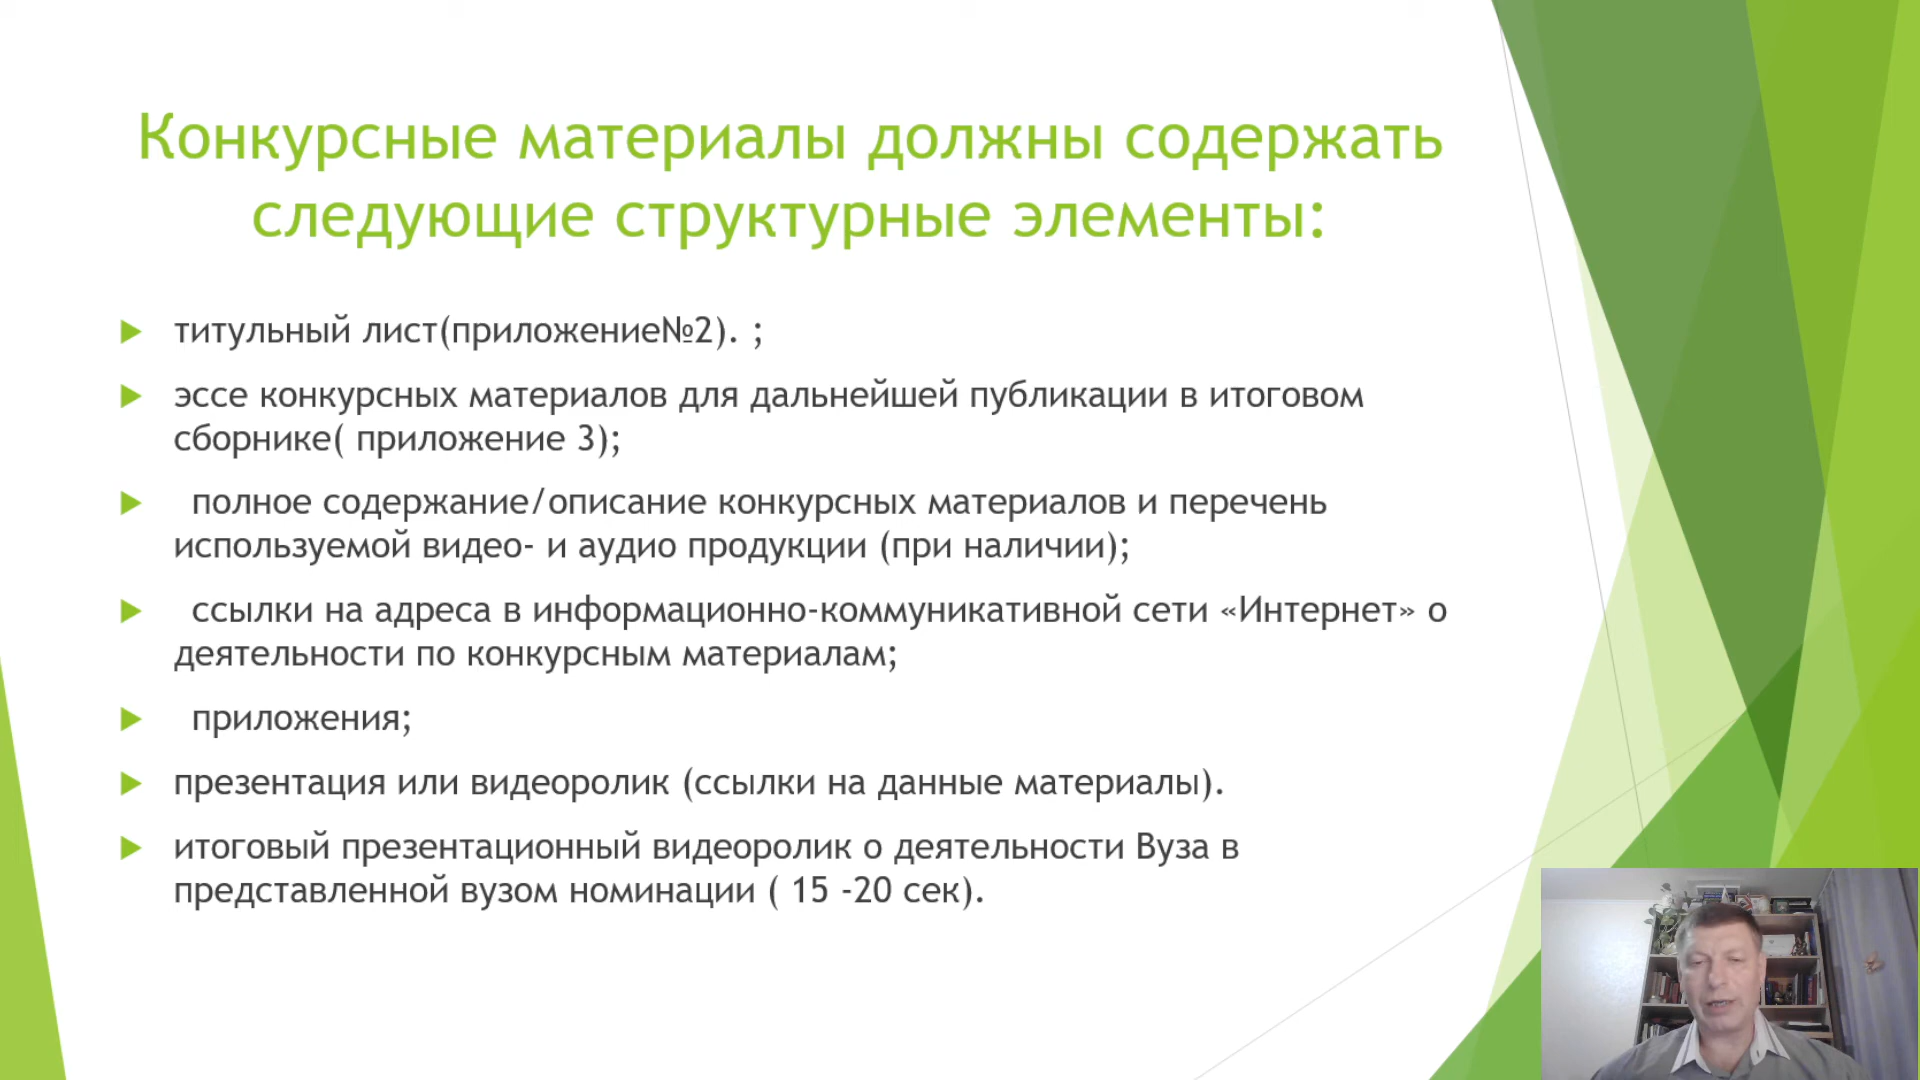 Конкурсные материалы должны содержать
следующие структурные элементы:
титульный лист(приложение№2). ;
эссе конкурсных материалов для дальнейшей публикации в итоговом
сборнике( приложение 3);
полное содержание/описание конкурсных материалов и перечень
используемой видео- и аудио продукции (при наличии);
ссылки на адреса в информационно-коммуникативной сети «Интернет» о
деятельности по конкурсным материалам;
приложения;
презентация или видеоролик (ссылки на данные материалы).
итоговый презентационный видеоролик о деятельности Вуза в
представленной вузом номинации ( 15 -20 сек).